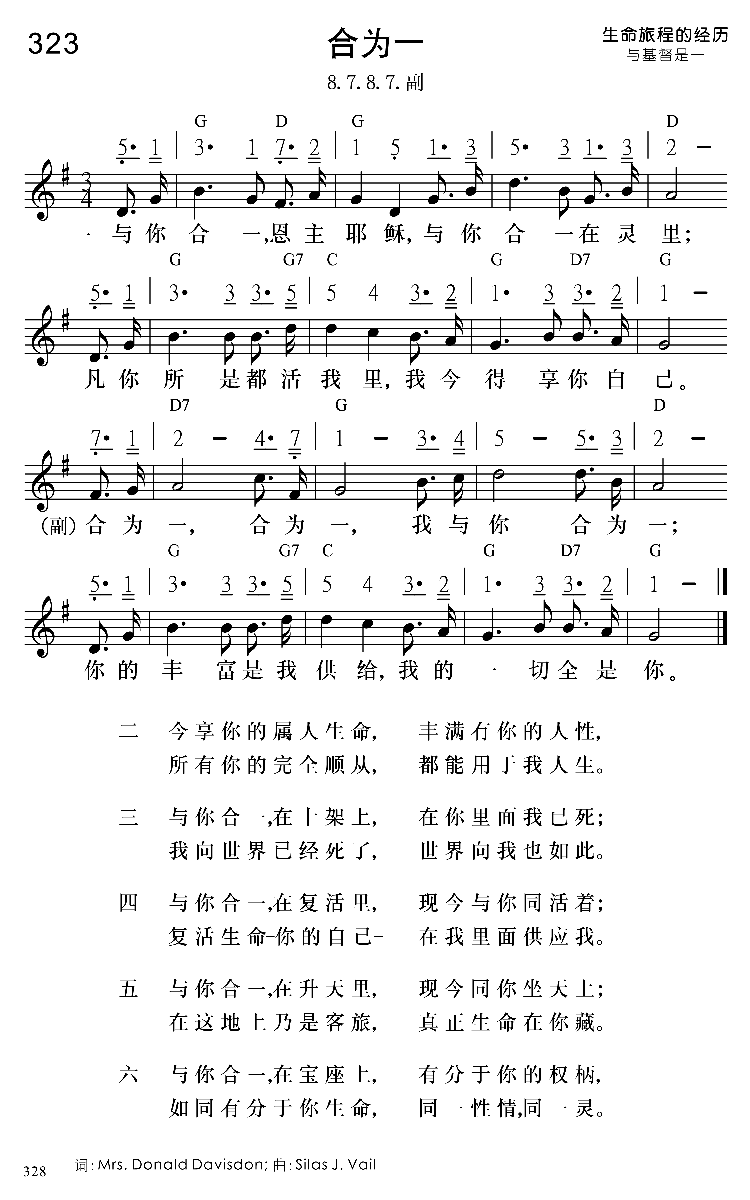 323
合为一
生命旅程的经历
与基督是一
8.7.8.7.副
G D G D
5· 1 | 3· 1 7· 2 | 1 5 1· 3 | 5· 3 1· 3 | 2 –
一 与你合一,恩主耶稣,与你合一在灵里;
G G7 C G D7 G
5· 1 | 3· 3 3· 5 | 5 4 3· 2 | 1· 3 3· 2 | 1 –
凡你所是都活我里,我今得享你自己。
D7 G D
7· 1 | 2 – 4· 7 | 1 – 3· 4 | 5 – 5· 3 | 2 –
(副)合为一,合为一,我与你合为一;
G G7 C G D7 G
5· 1 | 3· 3 3· 5 | 5 4 3· 2 | 1· 3 3· 2 | 1 –
你的丰富是我供给,我的一切全是你。
二 今享你的属人生命, 丰满有你的人性,
所有你的完全顺从, 都能用于我人生。
三 与你合一,在十架上, 在你里面我已死;
我向世界已经死了, 世界向我也如此。
四 与你合一,在复活里, 现今与你同活着;
复活生命–你的自己– 在我里面供应我。
五 与你合一,在升天里, 现今同你坐天上;
在这地上乃是客旅, 真正生命在你藏。
六 与你合一,在宝座上, 有分于你的权柄,
如同有分于你生命, 同一性情,同一灵。
词: Mrs. Donald Davisdon; 曲: Silas J. Vail
328